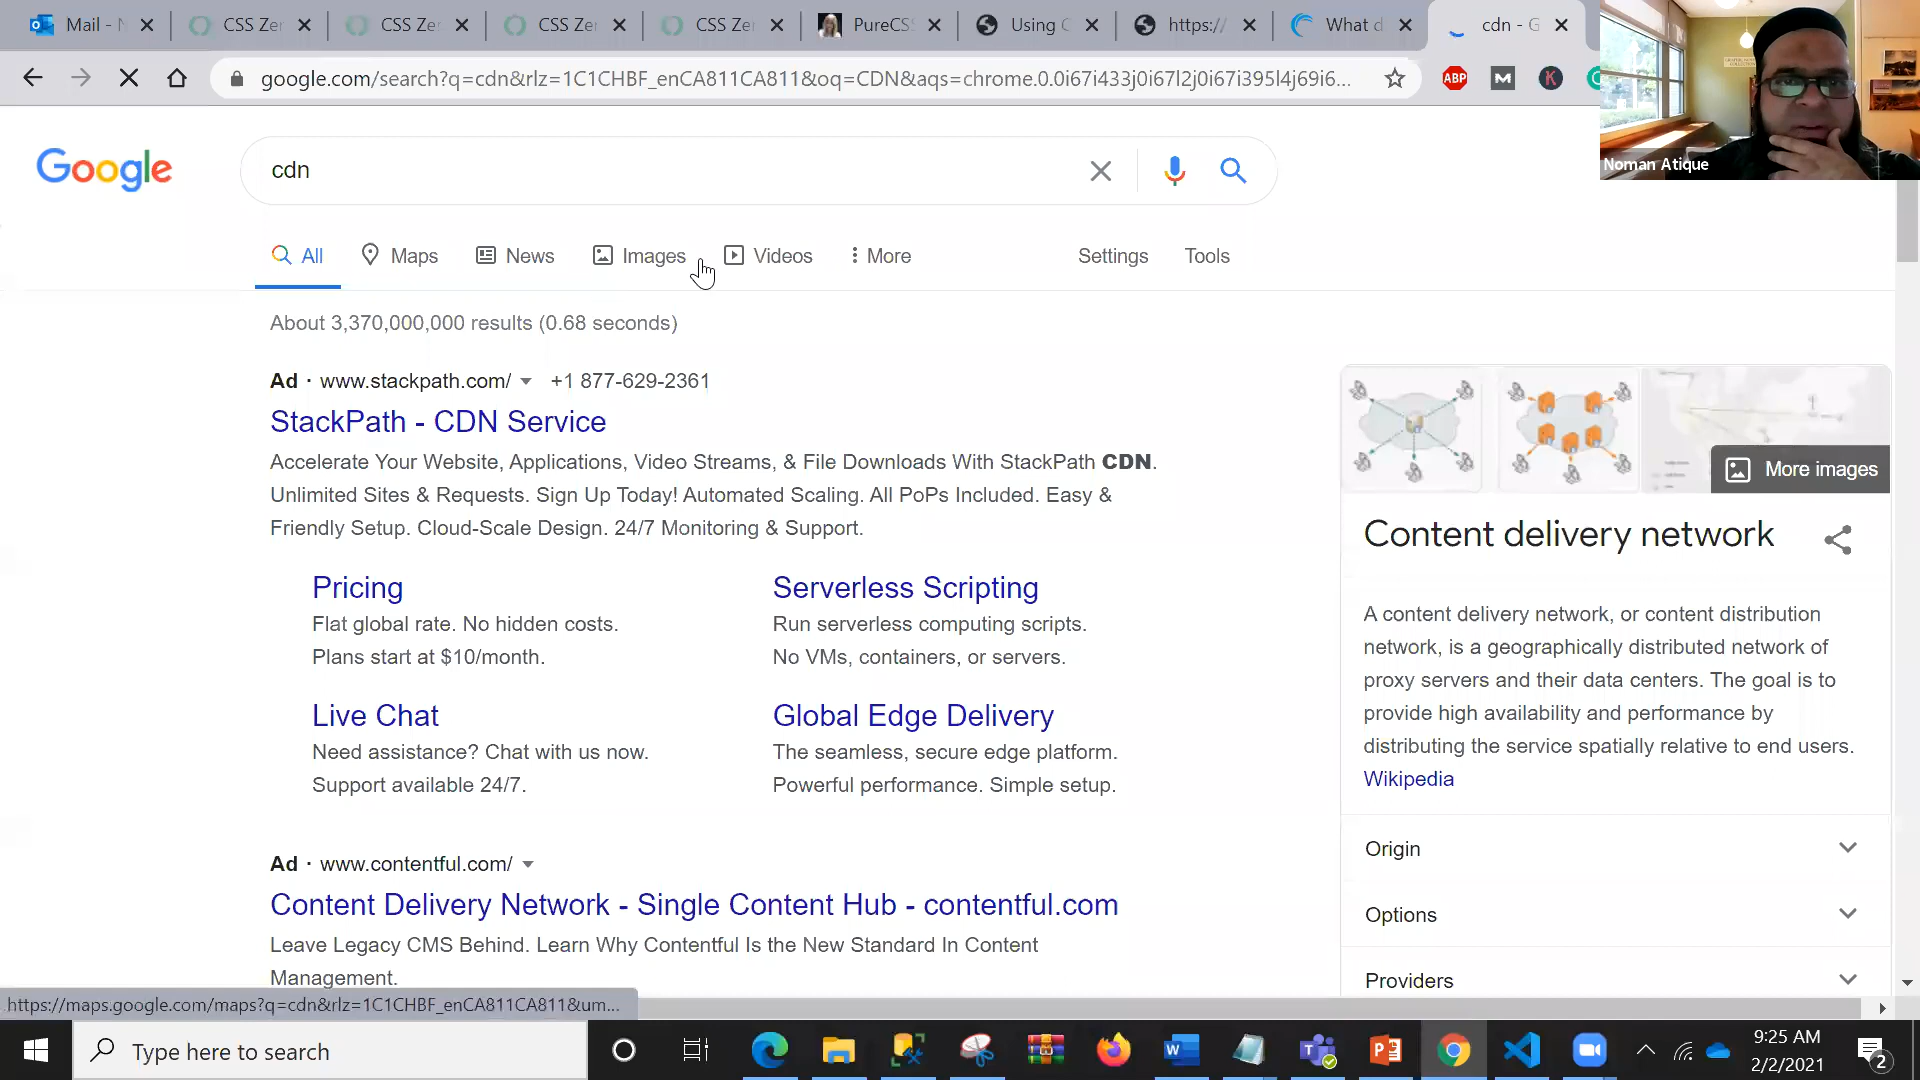 Mail - N
CSS Zer
CSS Ze
CSS Zer
CSS Zer
PureCS
Using C
https://
What d
cdn - G
google.com/search?q=cdn&rlz=1C1CHBF_enCA811CA811&oq=CDN&aqs=chrome.0.0i67i433j0i67l2j0i67i395l4j69i6...
ABP
M
K
Noman Atique
Google
cdn
All
Maps
News
Images
Videos
More
Settings
Tools
About 3,370,000,000 results (0.68 seconds)
Ad · www.stackpath.com/ +1 877-629-2361
StackPath - CDN Service
Accelerate Your Website, Applications, Video Streams, & File Downloads With StackPath CDN.
Unlimited Sites & Requests. Sign Up Today! Automated Scaling. All PoPs Included. Easy &
Friendly Setup. Cloud-Scale Design. 24/7 Monitoring & Support.
Pricing
Flat global rate. No hidden costs.
Plans start at $10/month.
Serverless Scripting
Run serverless computing scripts.
No VMs, containers, or servers.
Live Chat
Need assistance? Chat with us now.
Support available 24/7.
Global Edge Delivery
The seamless, secure edge platform.
Powerful performance. Simple setup.
Ad · www.contentful.com/
Content Delivery Network - Single Content Hub - contentful.com
Leave Legacy CMS Behind. Learn Why Contentful Is the New Standard In Content
Management.
More images
Content delivery network
A content delivery network, or content distribution
network, is a geographically distributed network of
proxy servers and their data centers. The goal is to
provide high availability and performance by
distributing the service spatially relative to end users.
Wikipedia
Origin
Options
Providers
https://maps.google.com/maps?q=cdn&rlz=1C1CHBF_enCA811CA811&um...
Type here to search
9:25 AM
2/2/2021
2